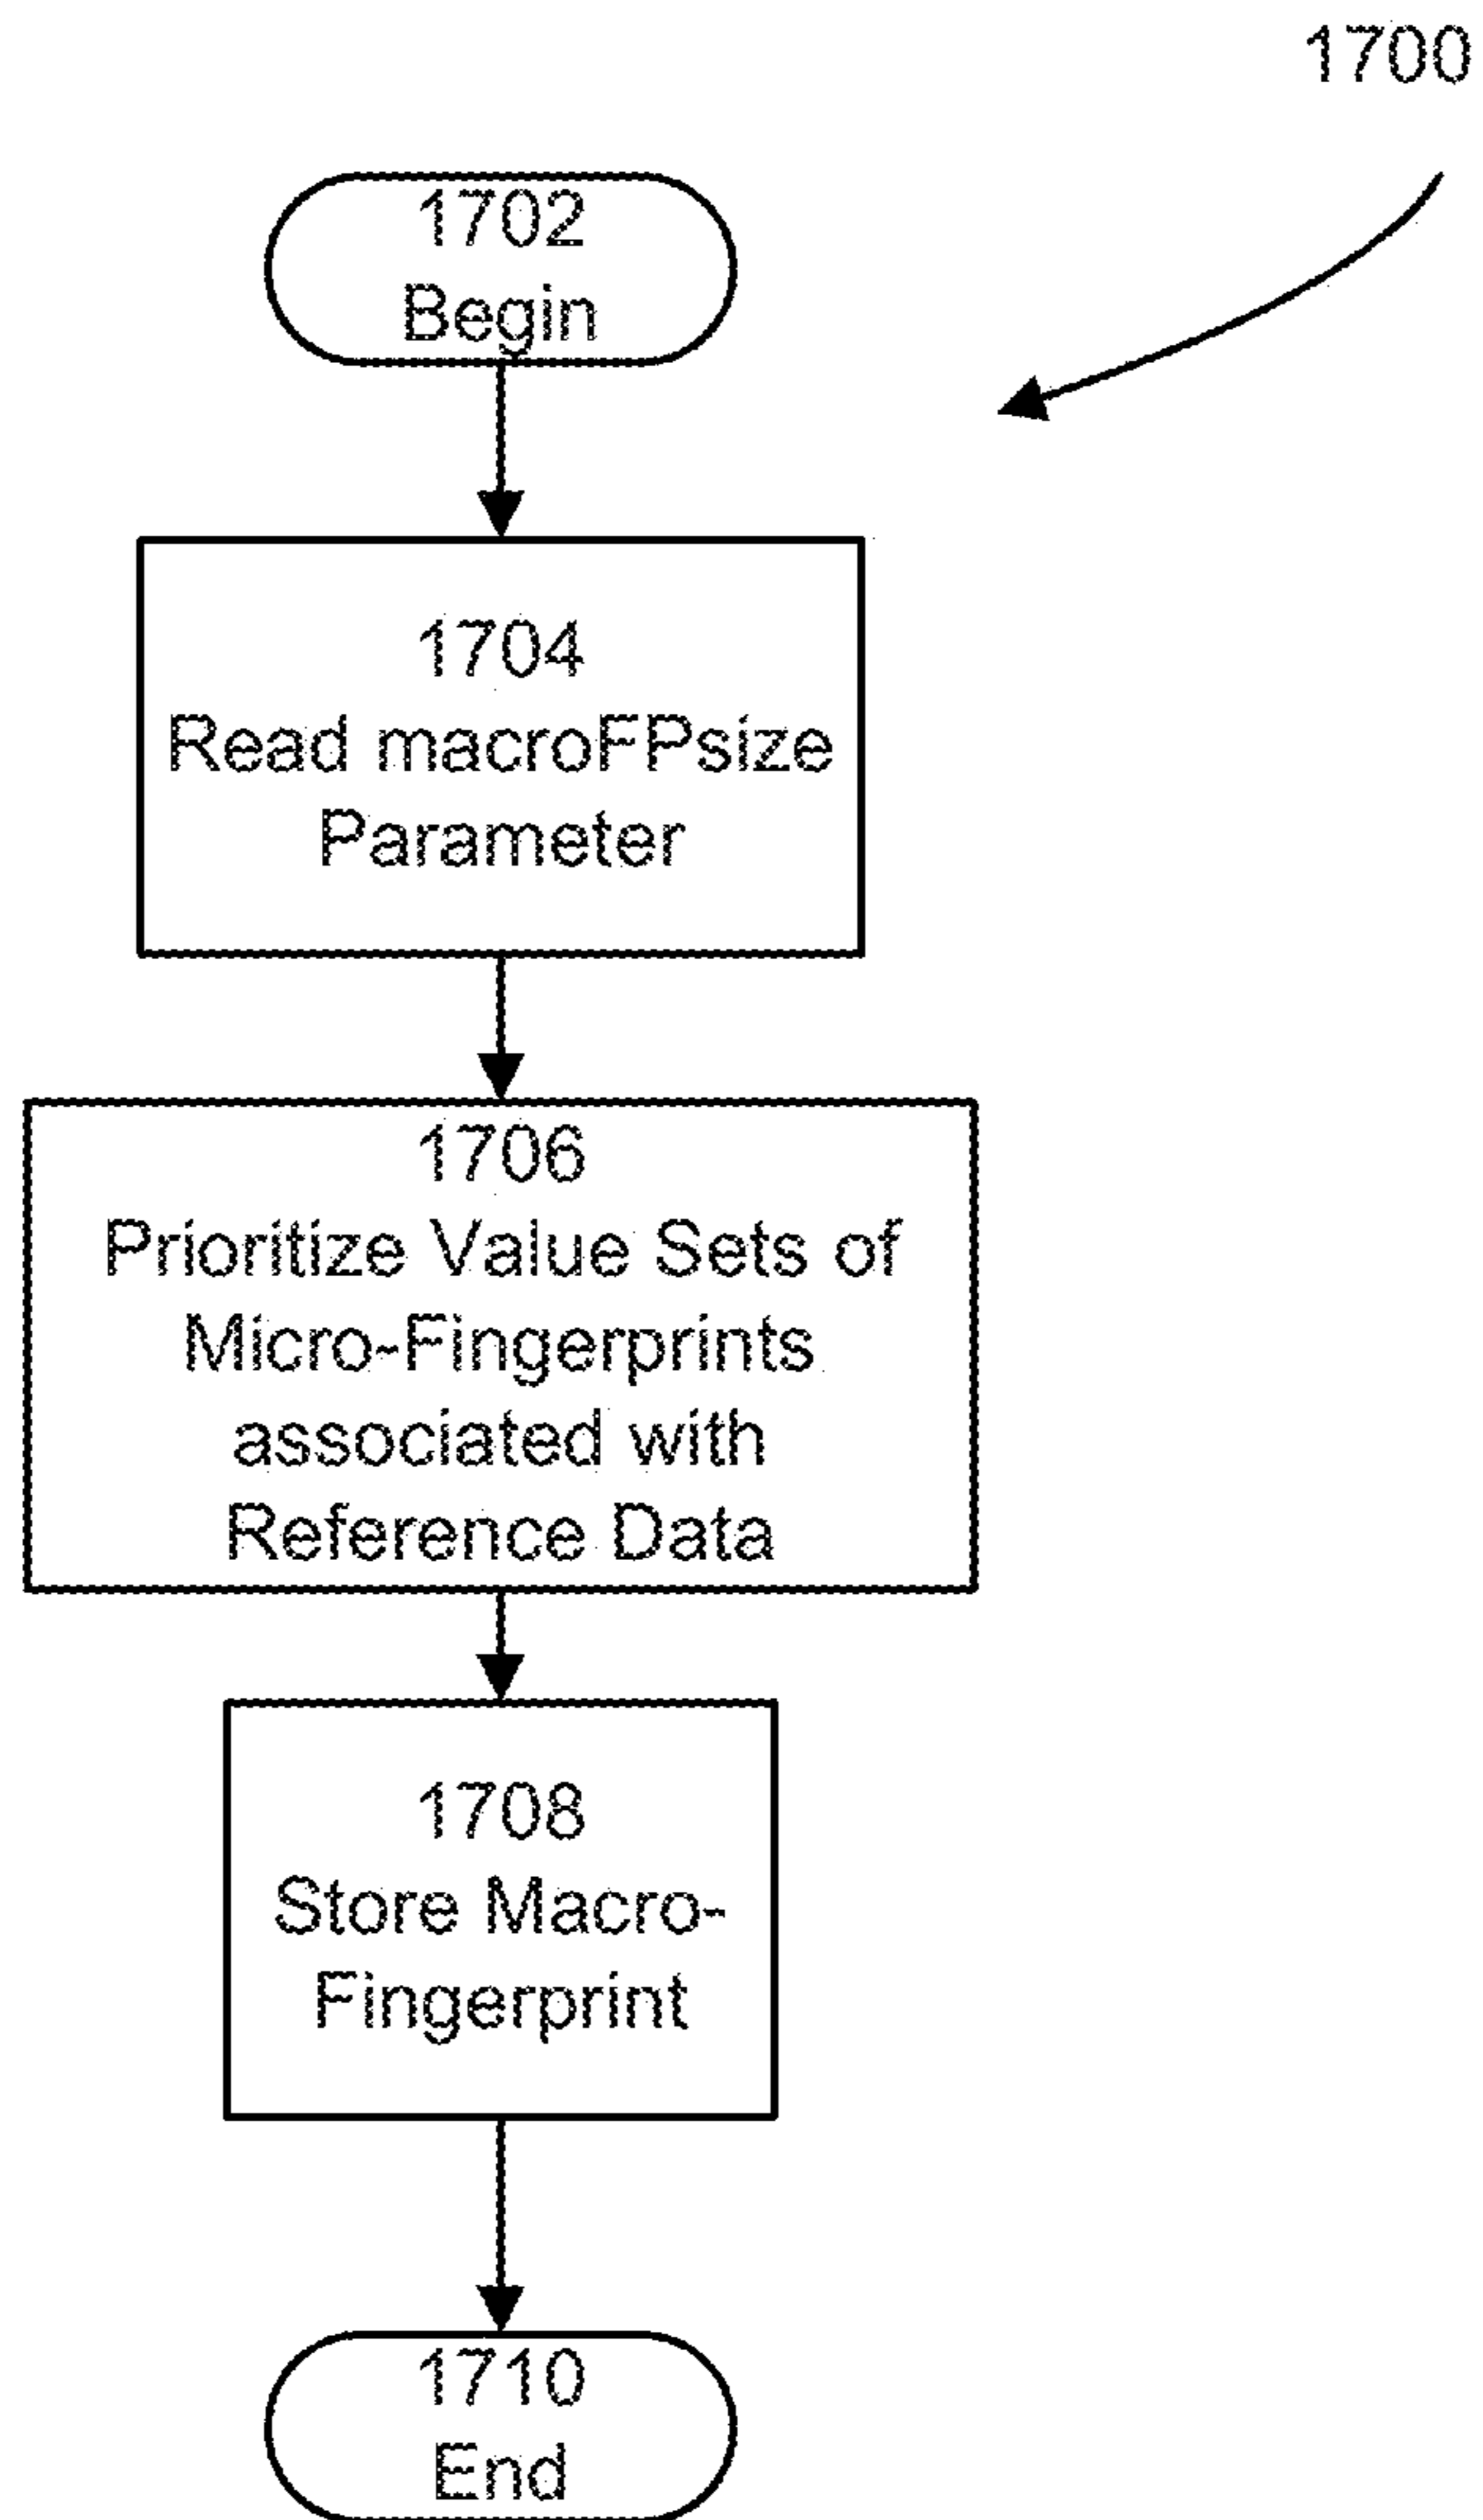 1700
1702
Begin
1704
Read macroFPsize
Parameter
1706
Prioritize Value Sets of
Micro-Fingerprints
associated with
Reference Data
1708
Store Macro-
Fingerprint
1710
End